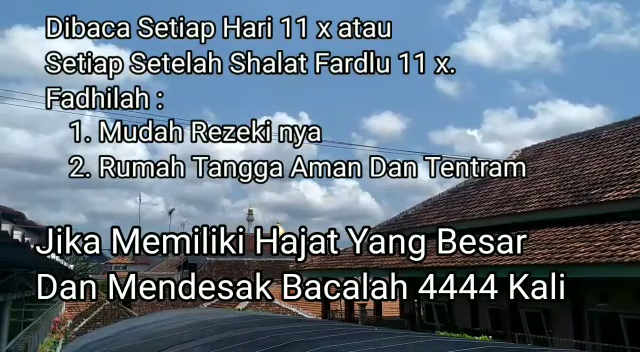 Dibaca Setiap Hari 11 x atau
Setiap Setelah Shalat Fardlu 11 x.
Fadhilah :
1. Mudah Rezeki nya
2. Rumah Tangga Aman Dan Tentram
Jika Memiliki Hajat Yang Besar
Dan Mendesak Bacalah 4444 Kali